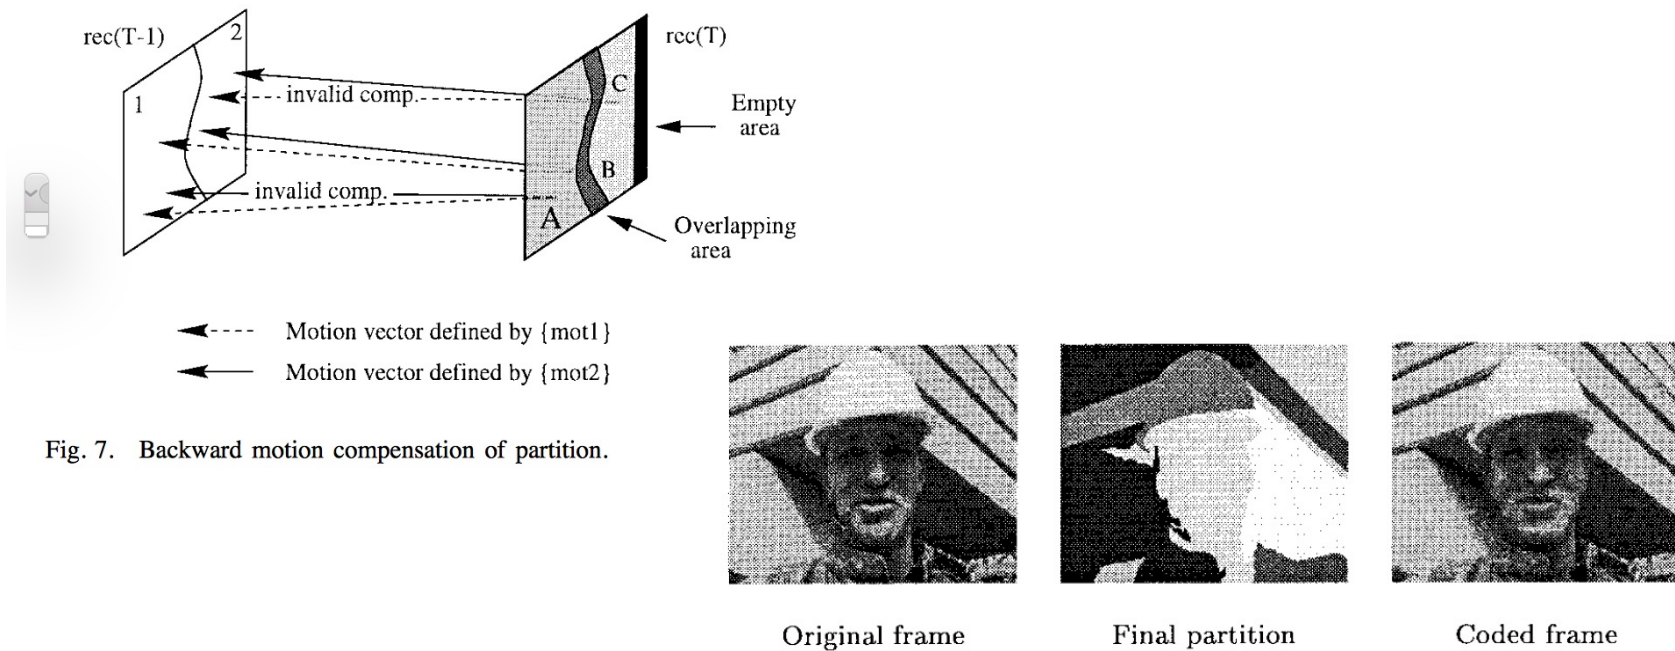 rec(T-1)
2
rec(T)
1
invalid comp.
C
Empty
area
B
invalid comp.
A
Overlapping
area
Motion vector defined by {mot1}
Motion vector defined by {mot2}
Fig. 7. Backward motion compensation of partition.
Original frame
Final partition
Coded frame